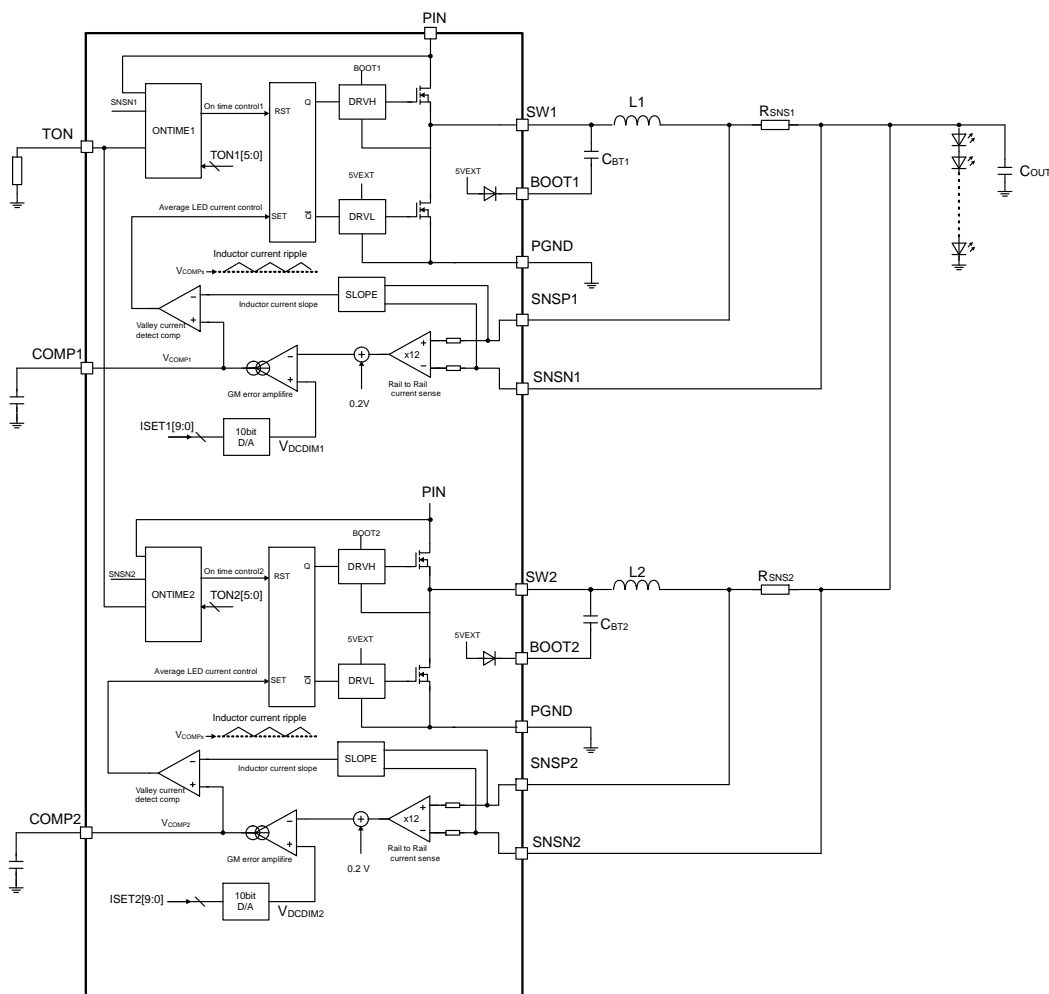 PIN
BOOT1
SNSN1
On time control1
RST
Q
DRVH
ONTIME1
TON
TON1[5:0]
SW1
L1
RSNS1
CBT1
COUT
5VEXT
BOOT1
5VEXT
Average LED current control
SET
Q
DRVL
PGND
Inductor current ripple
VCOMPx
SLOPE
Inductor current slope
SNSP1
Valley current
detect comp
COMP1
VCOMP1
x12
Rail to Rail
current sense
SNSN1
GM error amplifire
0.2V
ISET1[9:0]
10bit
D/A
VDCDIM1
PIN
BOOT2
SNSN2
On time control2
RST
Q
DRVH
ONTIME2
TON2[5:0]
SW2
L2
RSNS2
CBT2
5VEXT
BOOT2
5VEXT
Average LED current control
SET
Q
DRVL
PGND
Inductor current ripple
VCOMPx
SLOPE
Inductor current slope
SNSP2
Valley current
detect comp
COMP2
VCOMP2
x12
Rail to Rail
current sense
SNSN2
GM error amplifire
0.2 V
ISET2[9:0]
10bit
D/A
VDCDIM2